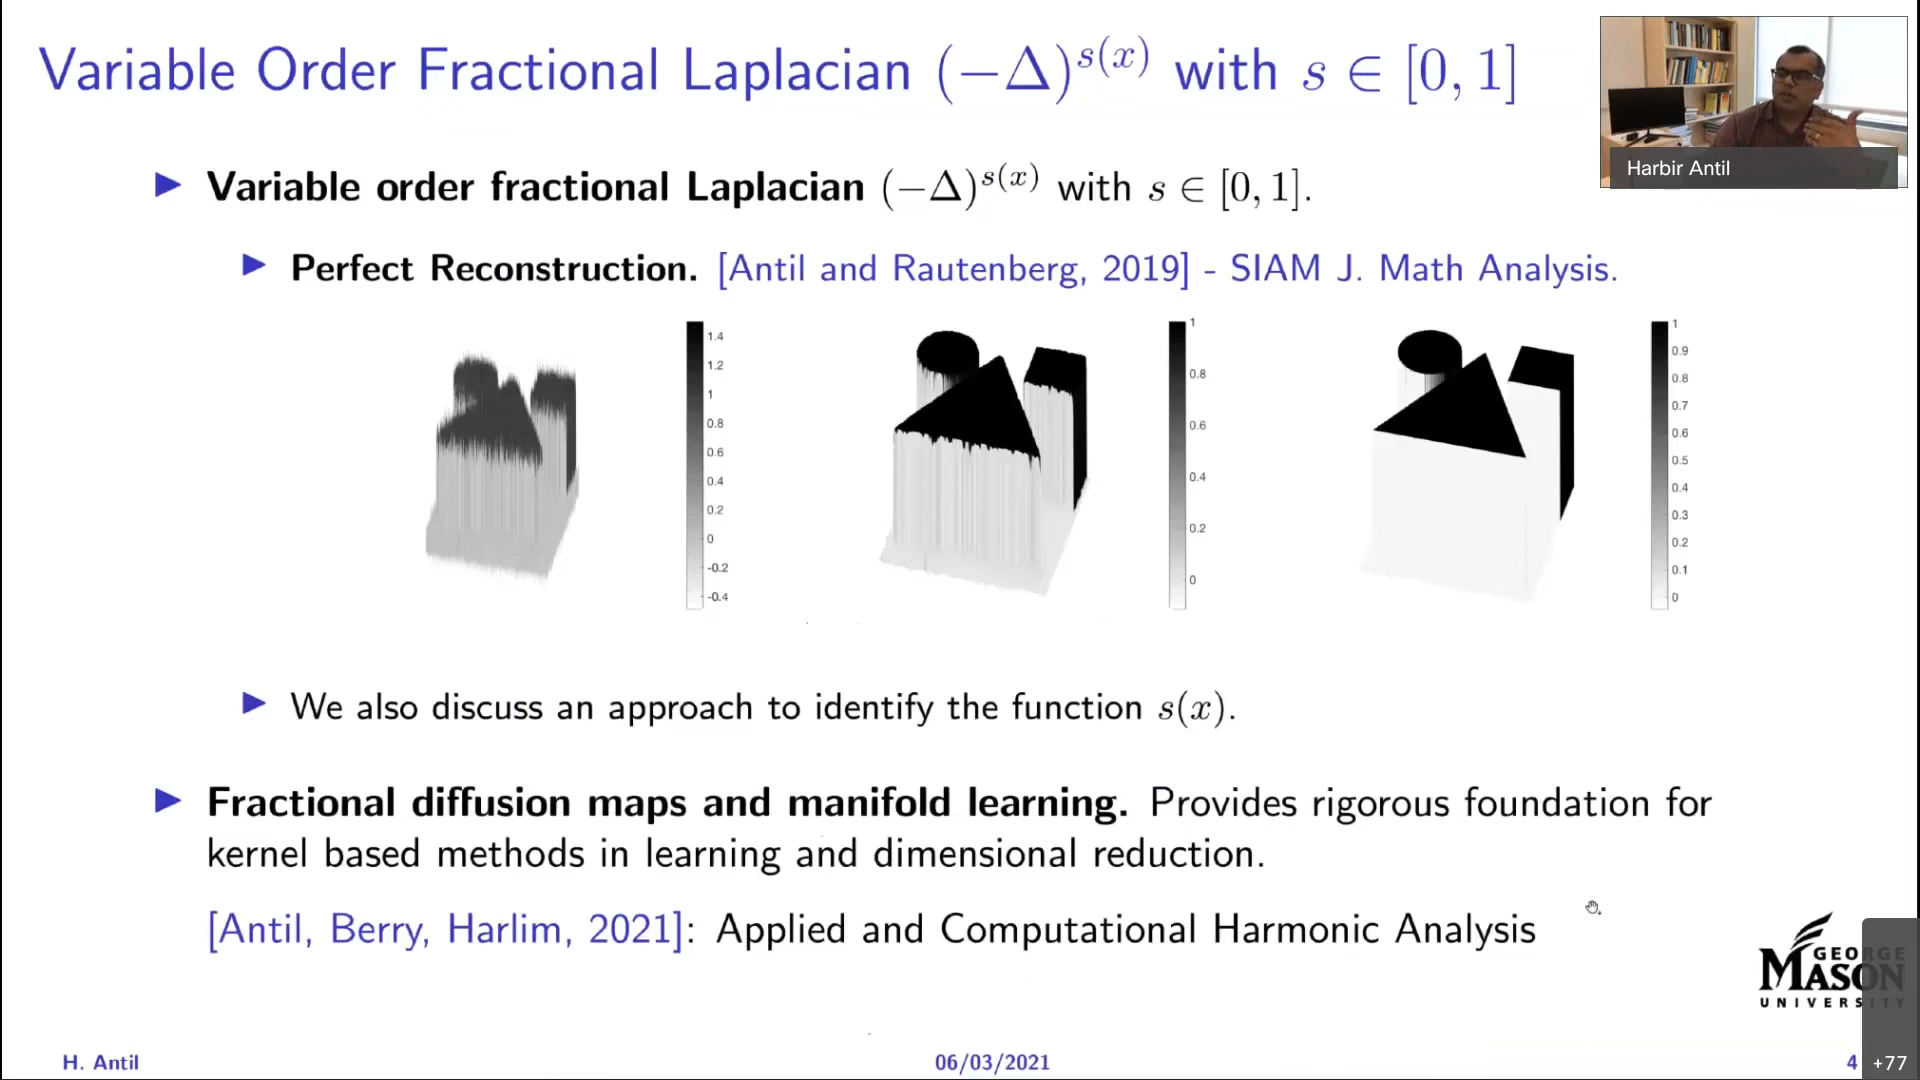 Variable Order Fractional Laplacian (−Δ)^{s(x)} with s ∈ [0, 1]
Harbir Antil
▶ Variable order fractional Laplacian (−Δ)^{s(x)} with s ∈ [0, 1].
▶ Perfect Reconstruction. [Antil and Rautenberg, 2019] - SIAM J. Math Analysis.
1.4
1.2
1
0.8
0.6
0.4
0.2
0
-0.2
-0.4
1
0.8
0.6
0.4
0.2
0
1
0.9
0.8
0.7
0.6
0.5
0.4
0.3
0.2
0.1
0
▶ We also discuss an approach to identify the function s(x).
▶ Fractional diffusion maps and manifold learning. Provides rigorous foundation for
kernel based methods in learning and dimensional reduction.
[Antil, Berry, Harlim, 2021]: Applied and Computational Harmonic Analysis
GEORGE
MASON
UNIVERSITY
H. Antil
06/03/2021
4
+77